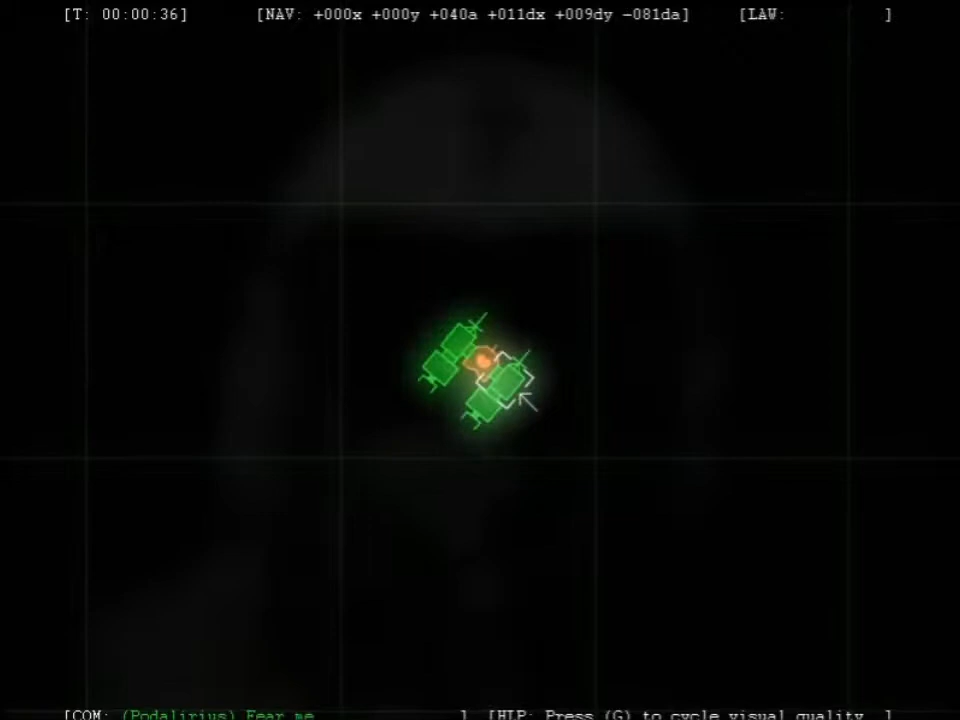 [T: 00:00:36] [NAV: +000x +000y +040a +011dx +009dy -081da] [LAW: ]
[COM: (Podalirius) Fear me ] [HLP: Press (G) to cycle visual quality ]